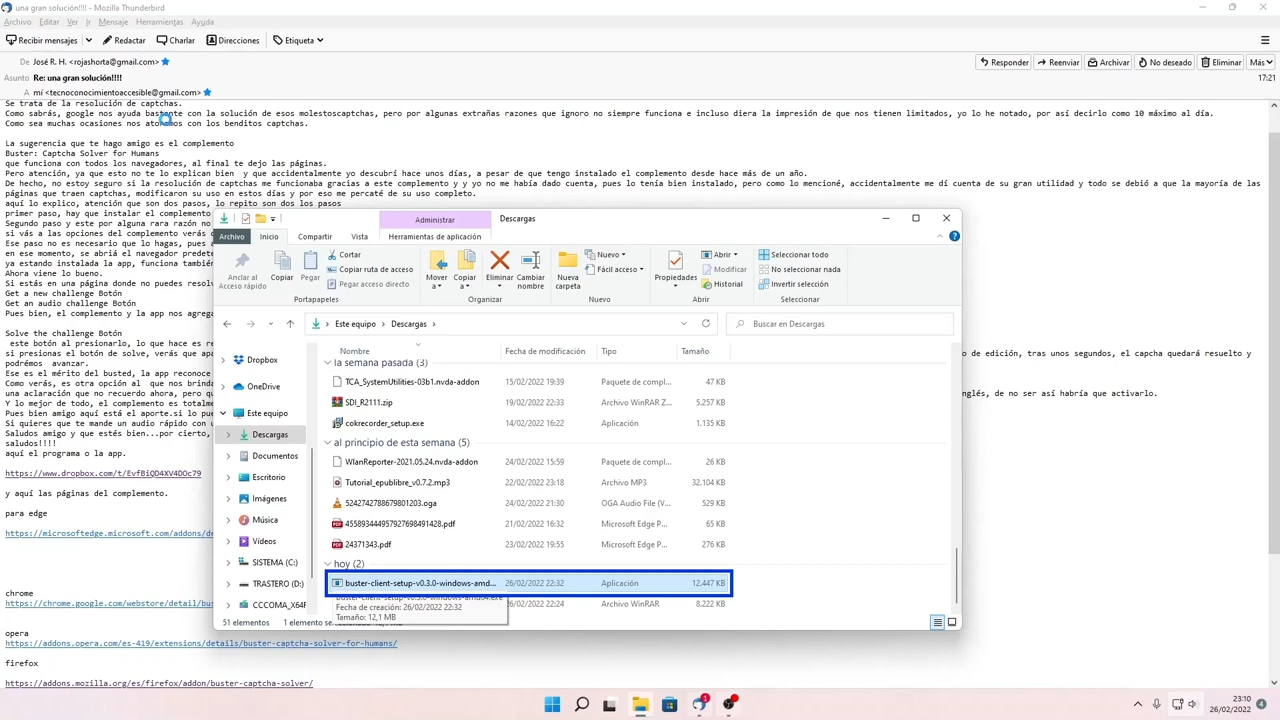 una gran solución!!!! - Mozilla Thunderbird
Archivo Editar Ver Ir Mensaje Herramientas Ayuda
Recibir mensajes Redactar Charlar Direcciones Etiqueta
De José R. H. <rojashorta@gmail.com> Responder Reenviar Archivar No deseado Eliminar Más
Asunto Re: una gran solución!!!! 17:21
A mí <tecnoconocimientoaccesible@gmail.com>
Se trata de la resolución de captchas.
Como sabrás, google nos ayuda bastante con la solución de esos molestoscaptchas, pero por algunas extrañas razones que ignoro no siempre funciona e incluso diera la impresión de que nos tienen limitados, yo lo he notado, por así decirlo como 10 máximo al día.
Como sea muchas ocasiones nos atoramos con los benditos captchas.
La sugerencia que te hago amigo es el complemento
Buster: Captcha Solver for Humans
que funciona con todos los navegadores, al final te dejo las páginas.
Pero atención, ya que esto no te lo explican bien y que accidentalmente yo descubrí hace unos días, a pesar de que tengo instalado el complemento desde hace más de un año.
De hecho, no estoy seguro si la resolución de captchas me funcionaba gracias a este complemento y y yo no me había dado cuenta, pues lo tenía bien instalado, pero como lo mencioné, accidentalmente me dí cuenta de su gran utilidad y todo se debió a que la mayoría de las
páginas que traen captchas, modificaron su uso en estos días y por eso me percaté de su uso completo.
aquí lo explico, atención que son dos pasos, lo repito son dos los pasos
primer paso, hay que instalar el complemento
Segundo paso y este por alguna rara razón no
si vás a las opciones del complemento verás
Ese paso no es necesario que lo hagas, pues
en ese momento, se abriá el navegador predete
ya estando instalada la app, funciona también
Ahora viene lo bueno.
Si estás en una página donde no puedes resolv
Get a new challenge Botón
Get an audio challenge Botón
Pues bien, el complemento y la app nos agrega
Solve the challenge Botón
este botón al presionarlo, lo que hace es re
si presionas el botón de solve, verás que apa o de edición, tras unos segundos, el capcha quedará resuelto y
podrémos avanzar.
Ese es el mérito del busted, la app reconoce
Como verás, es otra opción al que nos brinda
una aclaración que no recuerdo ahora, pero qu nglés, de no ser así habría que activarlo.
Y lo mejor de todo, el complemento es totalme
Pues bien amigo aquí está el aporte.si lo pue
Si quieres que te mande un audio rápido con u
Saludos amigo y que estés bien...por cierto,
saludos!!!!
aquí el programa o la app.
https://www.dropbox.com/t/EvfBiQD4XV4DOc79
y aquí las páginas del complemento.
para edge
https://microsoftedge.microsoft.com/addons/de
chrome
https://chrome.google.com/webstore/detail/bus
opera
https://addons.opera.com/es-419/extensions/details/buster-captcha-solver-for-humans/
firefox
https://addons.mozilla.org/es/firefox/addon/buster-captcha-solver/
Administrar Descargas
Archivo Inicio Compartir Vista Herramientas de aplicación
Anclar al Acceso rápido
Copiar
Pegar
Cortar
Copiar ruta de acceso
Pegar acceso directo
Portapapeles
Mover a
Copiar a
Eliminar
Cambiar nombre
Organizar
Nueva carpeta
Nuevo
Fácil acceso
Nuevo
Propiedades
Abrir
Modificar
Historial
Abrir
Seleccionar todo
No seleccionar nada
Invertir selección
Seleccionar
Este equipo Descargas Buscar en Descargas
Dropbox
OneDrive
Este equipo
Descargas
Documentos
Escritorio
Imágenes
Música
Vídeos
SISTEMA (C:)
TRASTERO (D:)
CCCOMA_X64F
Nombre Fecha de modificación Tipo Tamaño
la semana pasada (3)
TCA_SystemUtilities-03b1.nvda-addon 15/02/2022 19:39 Paquete de compl... 47 KB
SDI_R2111.zip 19/02/2022 22:33 Archivo WinRAR Z... 5.257 KB
cokrecorder_setup.exe 14/02/2022 16:22 Aplicación 1.135 KB
al principio de esta semana (5)
WlanReporter-2021.05.24.nvda-addon 24/02/2022 15:59 Paquete de compl... 26 KB
Tutorial_epublibre_v0.7.2.mp3 22/02/2022 23:18 Archivo MP3 32.104 KB
5242742788679801203.oga 24/02/2022 21:30 OGA Audio File (V... 529 KB
45589344957927698491428.pdf 21/02/2022 16:32 Microsoft Edge P... 65 KB
24371343.pdf 23/02/2022 19:55 Microsoft Edge P... 276 KB
hoy (2)
buster-client-setup-v0.3.0-windows-amd... 26/02/2022 22:32 Aplicación 12.447 KB
26/02/2022 22:24 Archivo WinRAR 8.222 KB
buster-client-setup-v0.3.0-windows-amd64.exe
Fecha de creación: 26/02/2022 22:32
Tamaño: 12,1 MB
51 elementos 1 elemento
1
23:10
26/02/2022
4